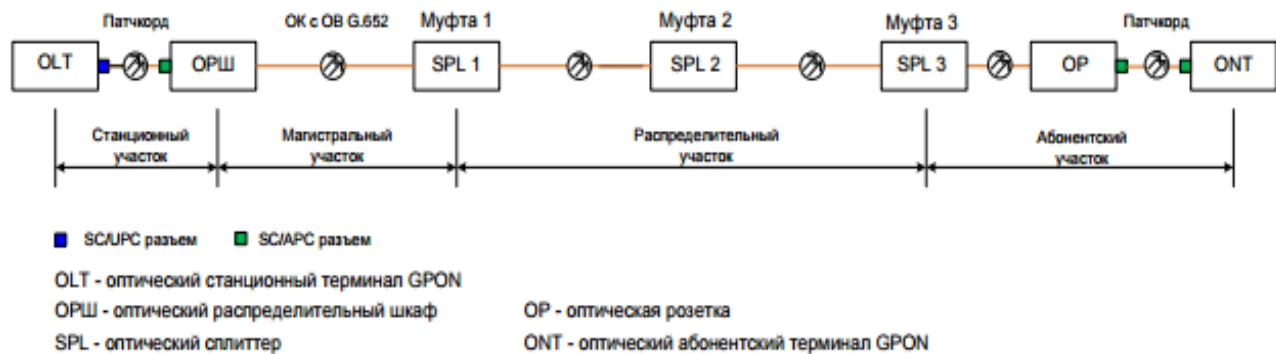 Патчкорд ОК с ОВ G.652 Муфта 1 Муфта 2 Муфта 3 Патчкорд
OLT ОРШ SPL 1 SPL 2 SPL 3 ОР ONT
Станционный Магистральный Распределительный Абонентский
участок участок участок участок
SC/UPC разъем SC/APC разъем
OLT - оптический станционный терминал GPON
ОРШ - оптический распределительный шкаф ОР - оптическая розетка
SPL - оптический сплиттер ONT - оптический абонентский терминал GPON